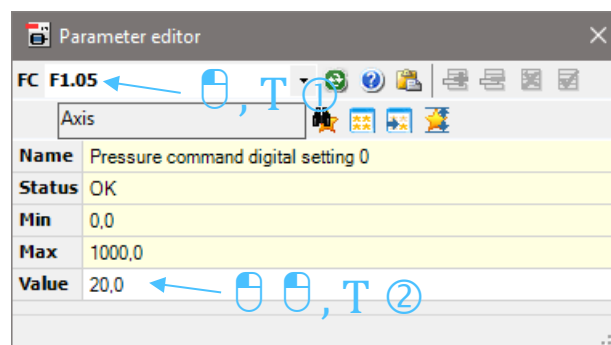 Parameter editor
FC F1.05
, T ①
Axis
Name Pressure command digital setting 0
Status OK
Min 0,0
Max 1000,0
Value 20,0
, T ②